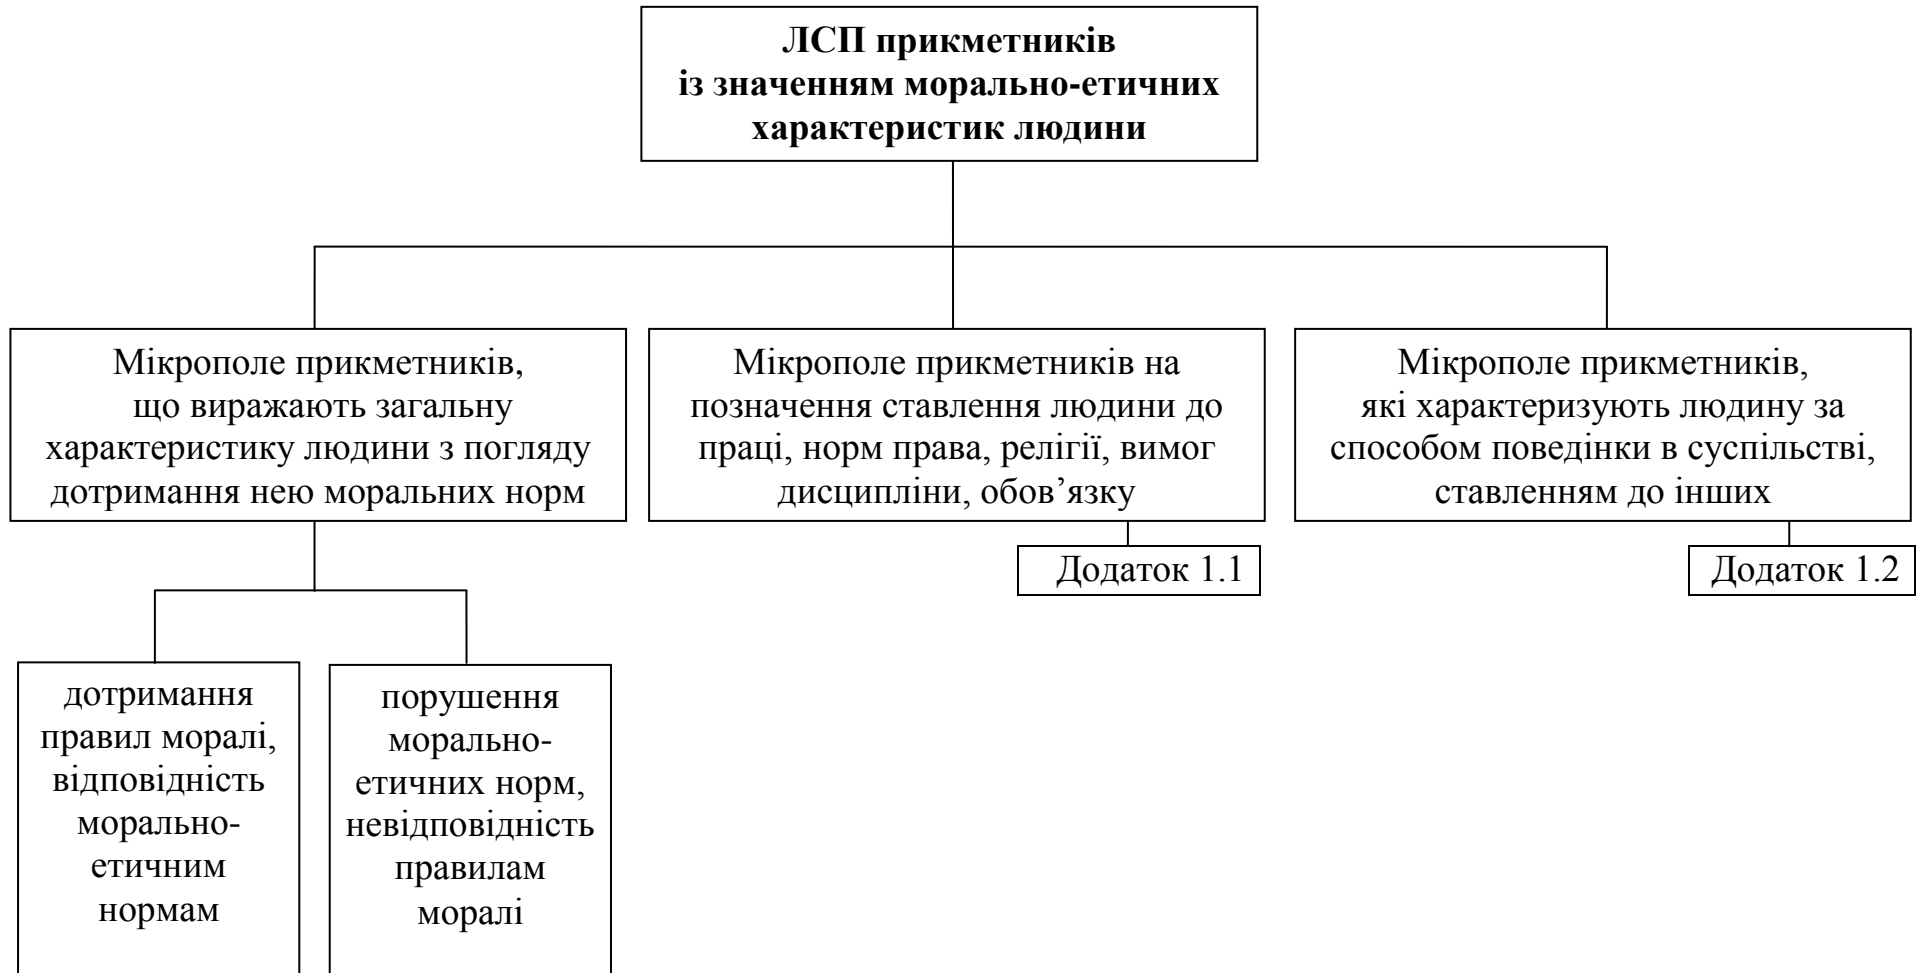 ЛСП прикметників
із значенням морально-етичних
характеристик людини
Мікрополе прикметників,
що виражають загальну
характеристику людини з погляду
дотримання нею моральних норм
Мікрополе прикметників на
позначення ставлення людини до
праці, норм права, релігії, вимог
дисципліни, обов’язку
Мікрополе прикметників,
які характеризують людину за
способом поведінки в суспільстві,
ставленням до інших
Додаток 1.1
Додаток 1.2
дотримання
правил моралі,
відповідність
морально-
етичним
нормам
порушення
морально-
етичних норм,
невідповідність
правилам
моралі